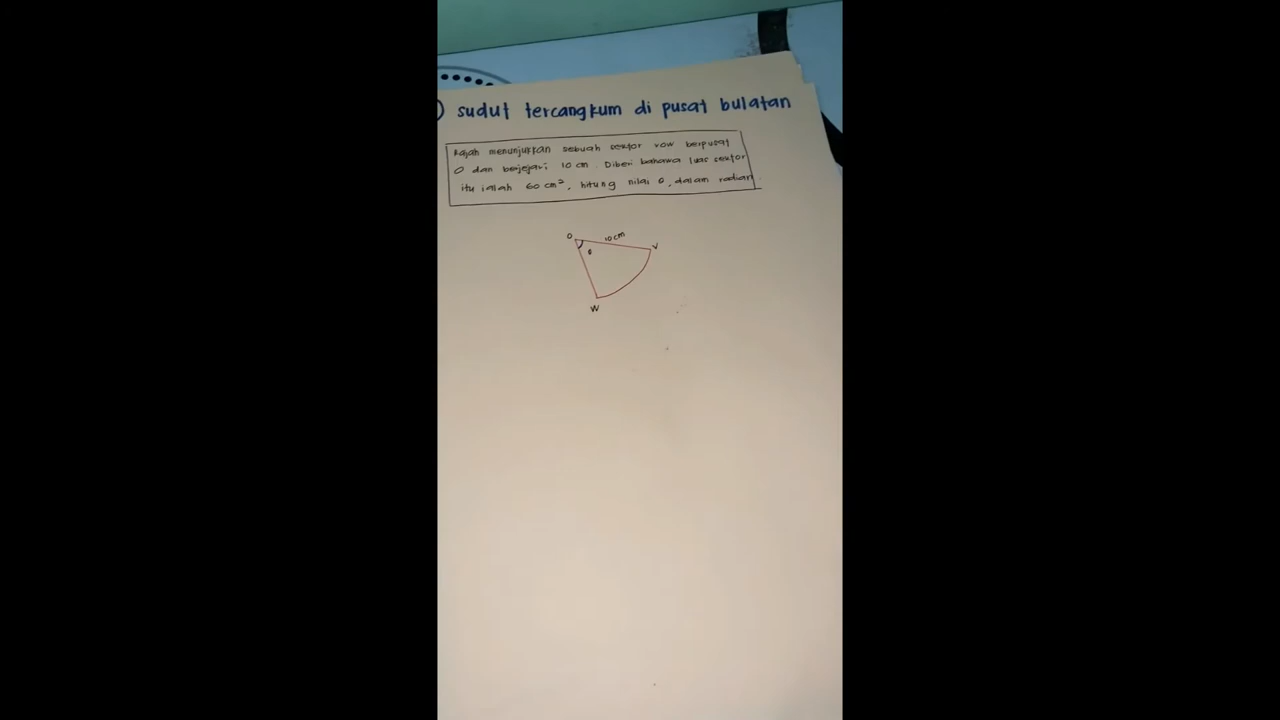 ) sudut tercangkum di pusat bulatan
Rajah menunjukkan sebuah sektor VOW berpusat
O dan berjejari 10 cm. Diberi bahawa luas sektor
itu ialah 60 cm², hitung nilai θ, dalam radian.
O
10 cm
V
θ
W